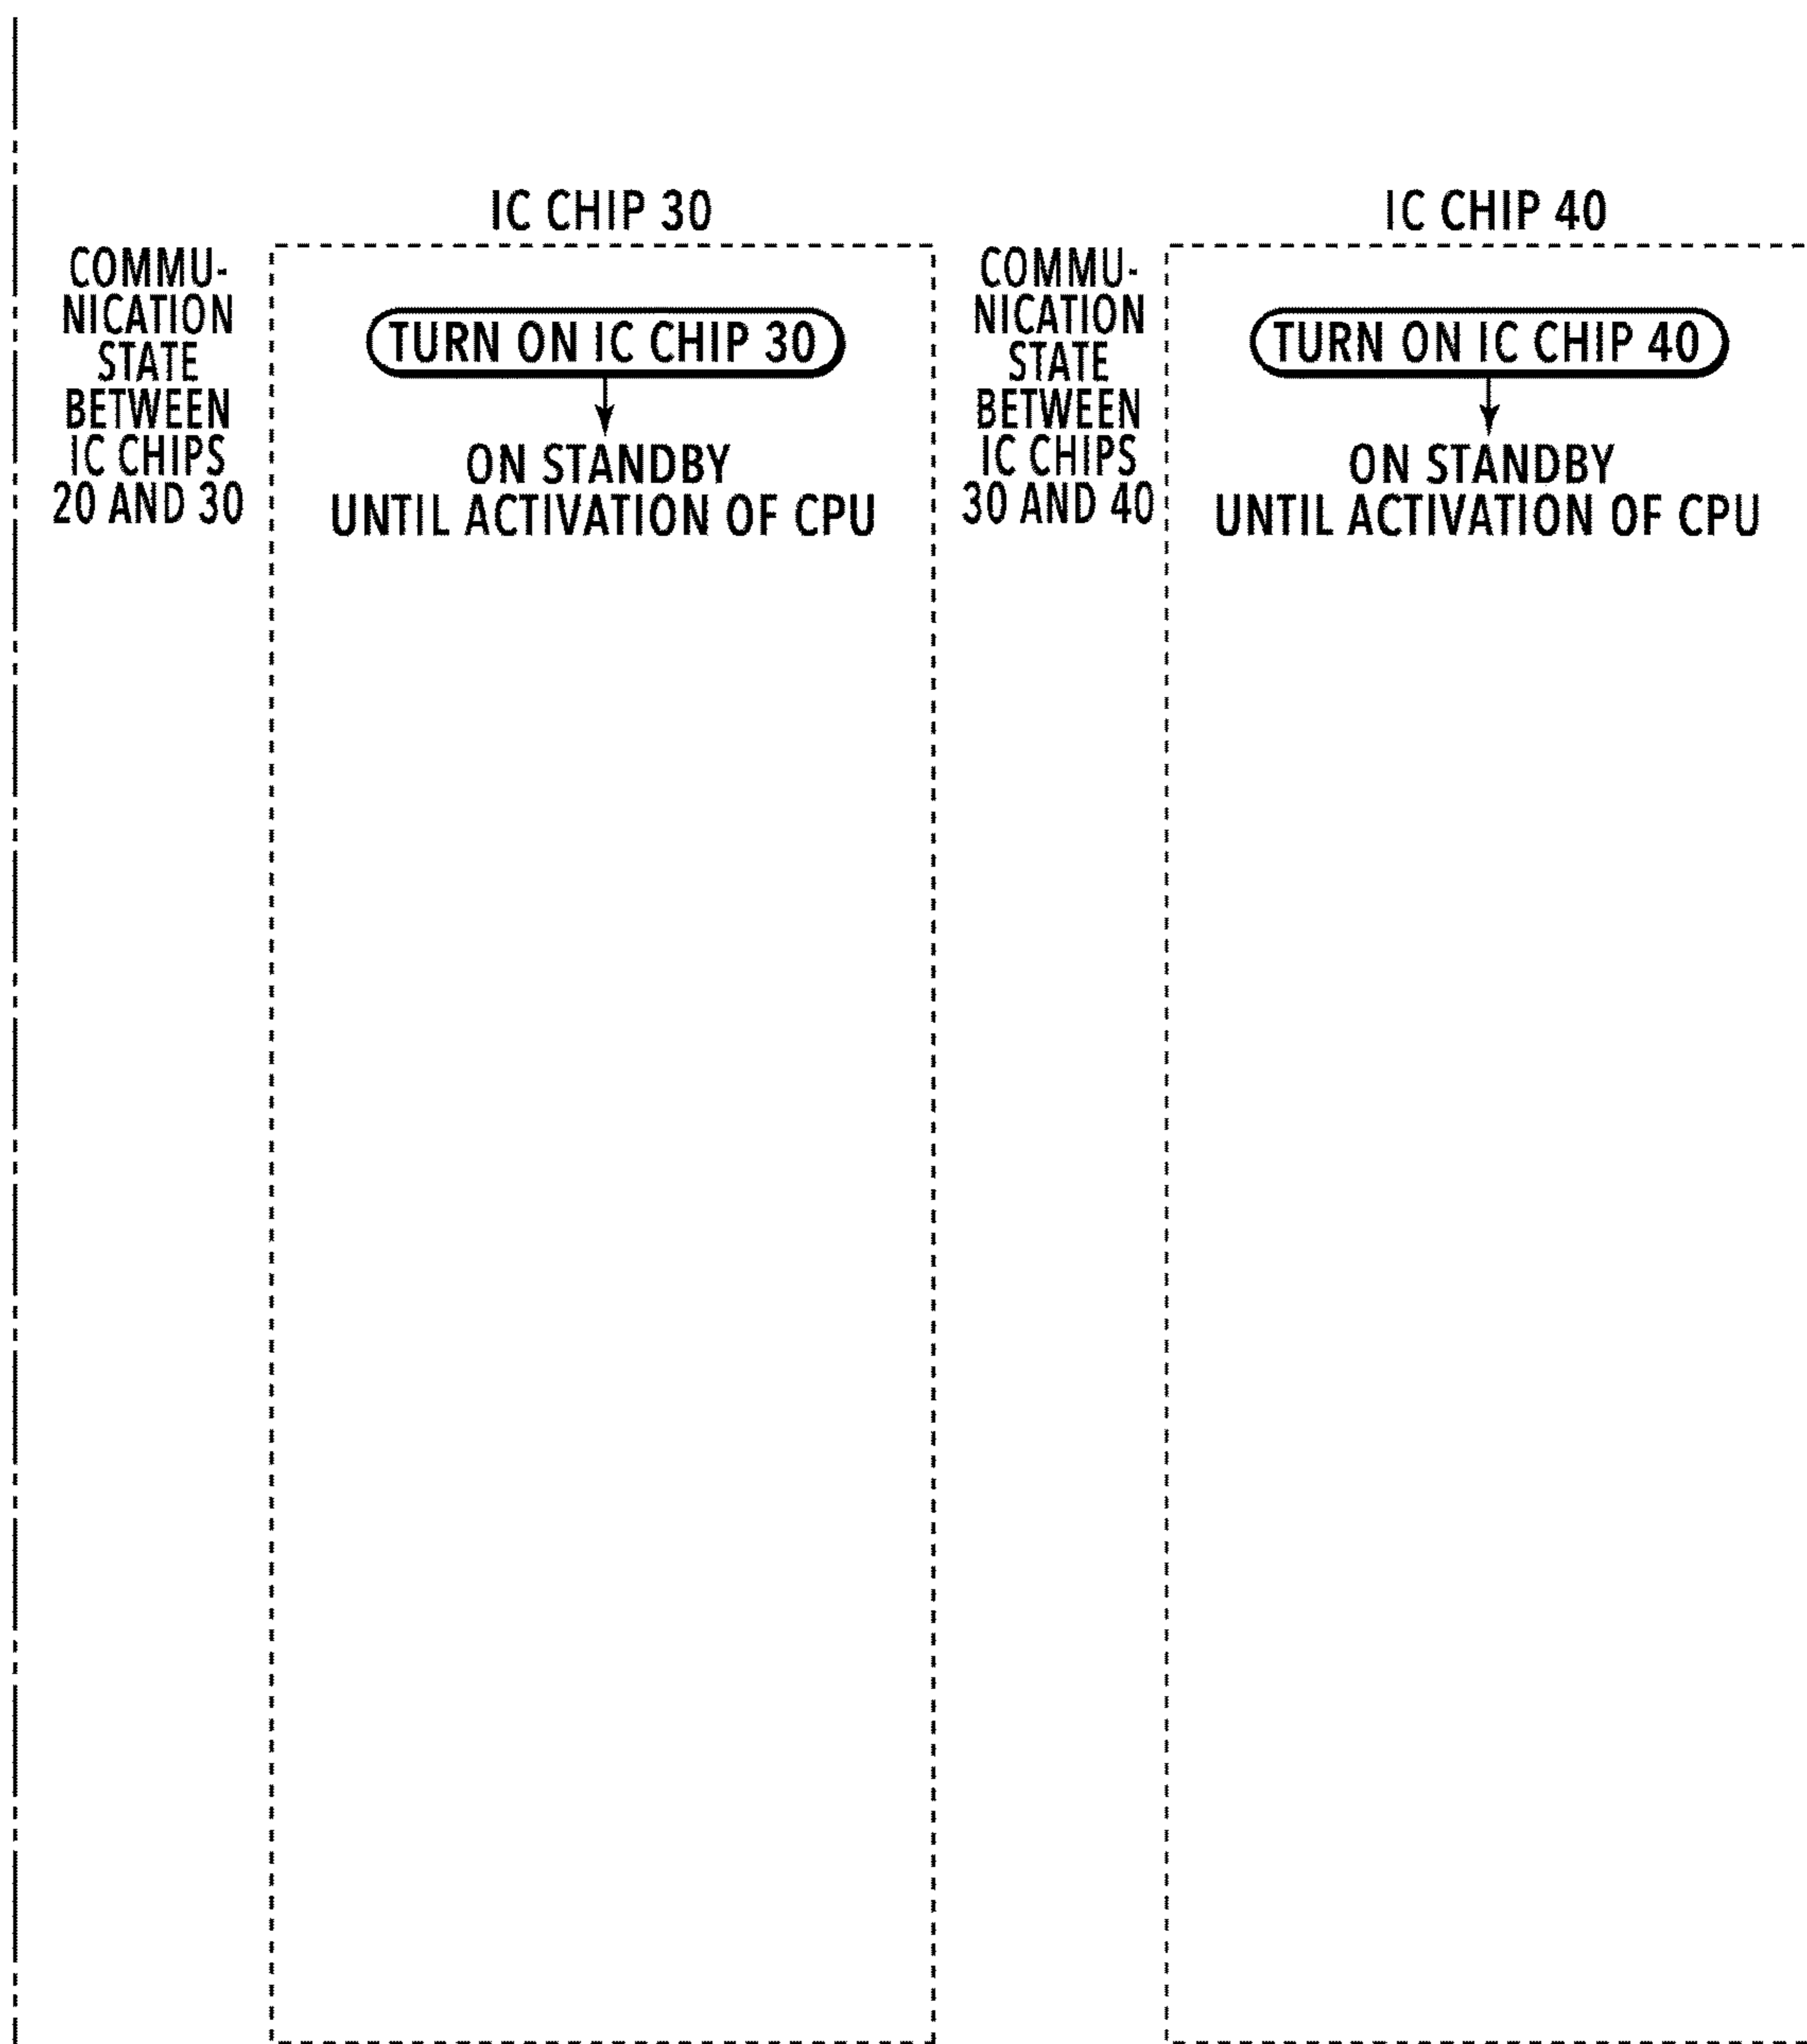 IC CHIP 30
IC CHIP 40
COMMU-
NICATION
STATE
BETWEEN
IC CHIPS
20 AND 30
TURN ON IC CHIP 30
ON STANDBY
UNTIL ACTIVATION OF CPU
COMMU-
NICATION
STATE
BETWEEN
IC CHIPS
30 AND 40
TURN ON IC CHIP 40
ON STANDBY
UNTIL ACTIVATION OF CPU